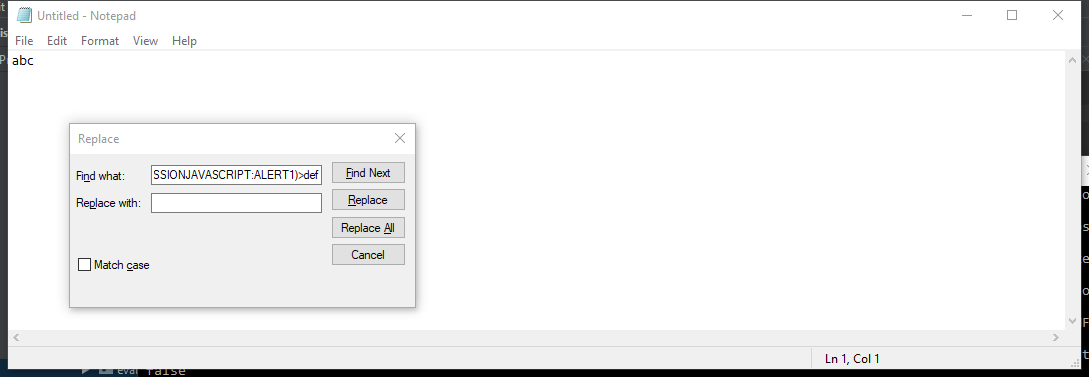 Untitled - Notepad
File Edit Format View Help
abc
Replace
Find what: SSIONJAVASCRIPT:ALERT1)>def Find Next
Replace with: Replace
Replace All
Cancel
Match case
Ln 1, Col 1
eval false